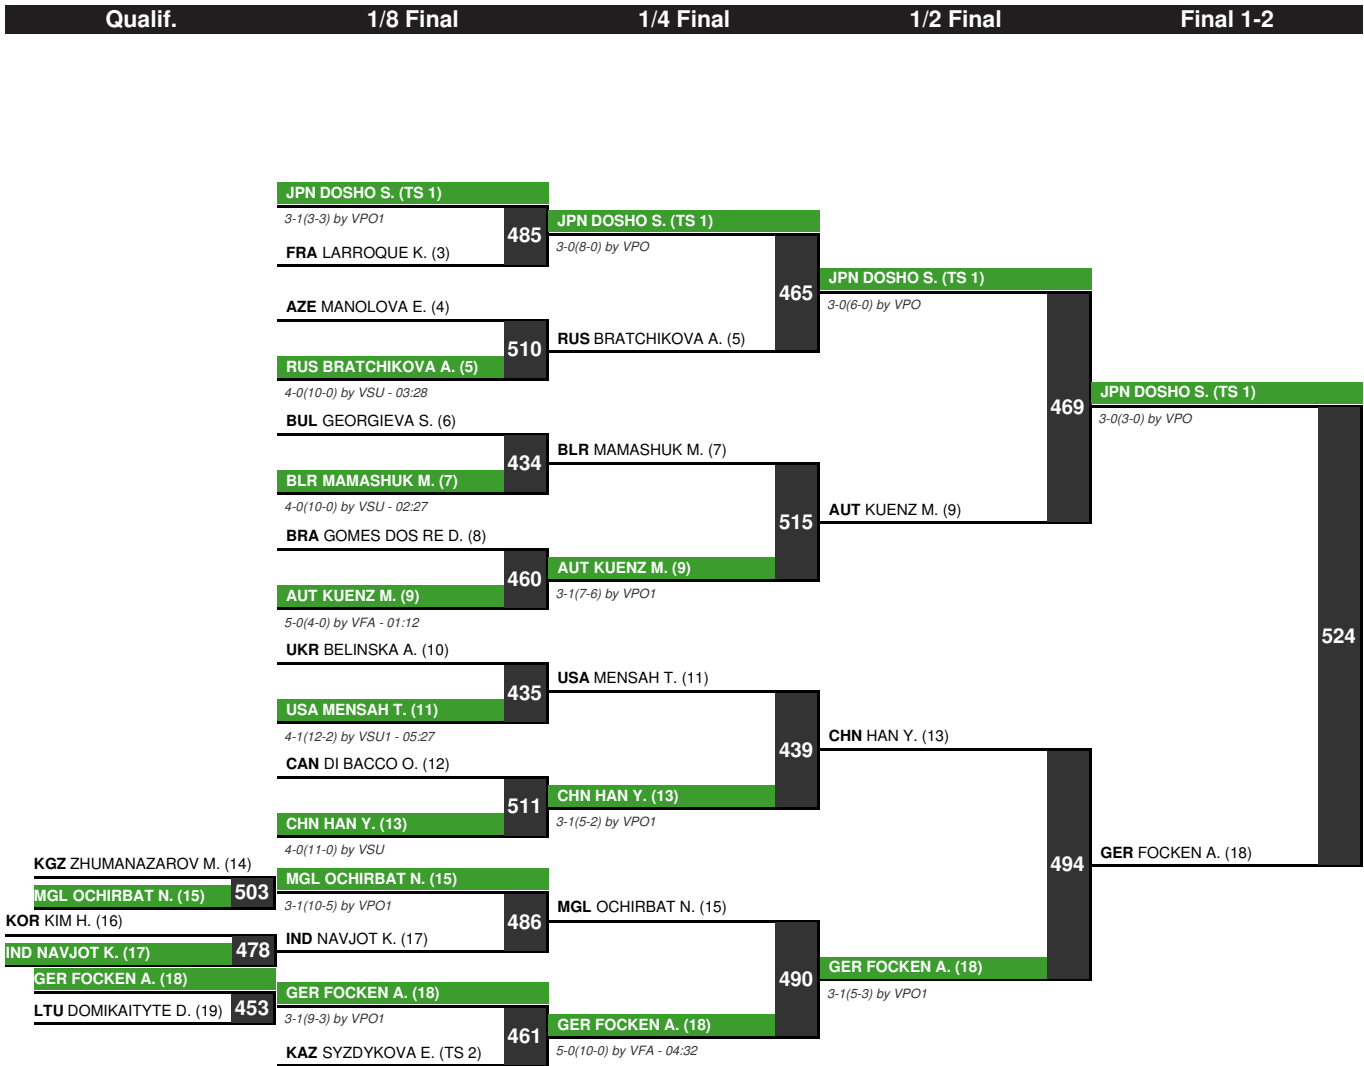 Qualif. 1/8 Final 1/4 Final 1/2 Final Final 1-2
JPN DOSHO S. (TS 1)
3-1(3-3) by VPO1
485
FRA LARROQUE K. (3)
AZE MANOLOVA E. (4)
510
RUS BRATCHIKOVA A. (5)
4-0(10-0) by VSU - 03:28
BUL GEORGIEVA S. (6)
434
BLR MAMASHUK M. (7)
4-0(10-0) by VSU - 02:27
BRA GOMES DOS RE D. (8)
460
AUT KUENZ M. (9)
5-0(4-0) by VFA - 01:12
UKR BELINSKA A. (10)
435
USA MENSAH T. (11)
4-1(12-2) by VSU1 - 05:27
CAN DI BACCO O. (12)
511
CHN HAN Y. (13)
4-0(11-0) by VSU
KGZ ZHUMANAZAROV M. (14)
503
MGL OCHIRBAT N. (15)
KOR KIM H. (16)
478
IND NAVJOT K. (17)
GER FOCKEN A. (18)
453
LTU DOMIKAITYTE D. (19)
MGL OCHIRBAT N. (15)
3-1(10-5) by VPO1
486
IND NAVJOT K. (17)
GER FOCKEN A. (18)
3-1(9-3) by VPO1
461
KAZ SYZDYKOVA E. (TS 2)
JPN DOSHO S. (TS 1)
3-0(8-0) by VPO
465
RUS BRATCHIKOVA A. (5)
BLR MAMASHUK M. (7)
515
AUT KUENZ M. (9)
3-1(7-6) by VPO1
USA MENSAH T. (11)
439
CHN HAN Y. (13)
3-1(5-2) by VPO1
MGL OCHIRBAT N. (15)
490
GER FOCKEN A. (18)
5-0(10-0) by VFA - 04:32
JPN DOSHO S. (TS 1)
3-0(6-0) by VPO
469
AUT KUENZ M. (9)
CHN HAN Y. (13)
494
GER FOCKEN A. (18)
3-1(5-3) by VPO1
JPN DOSHO S. (TS 1)
3-0(3-0) by VPO
524
GER FOCKEN A. (18)